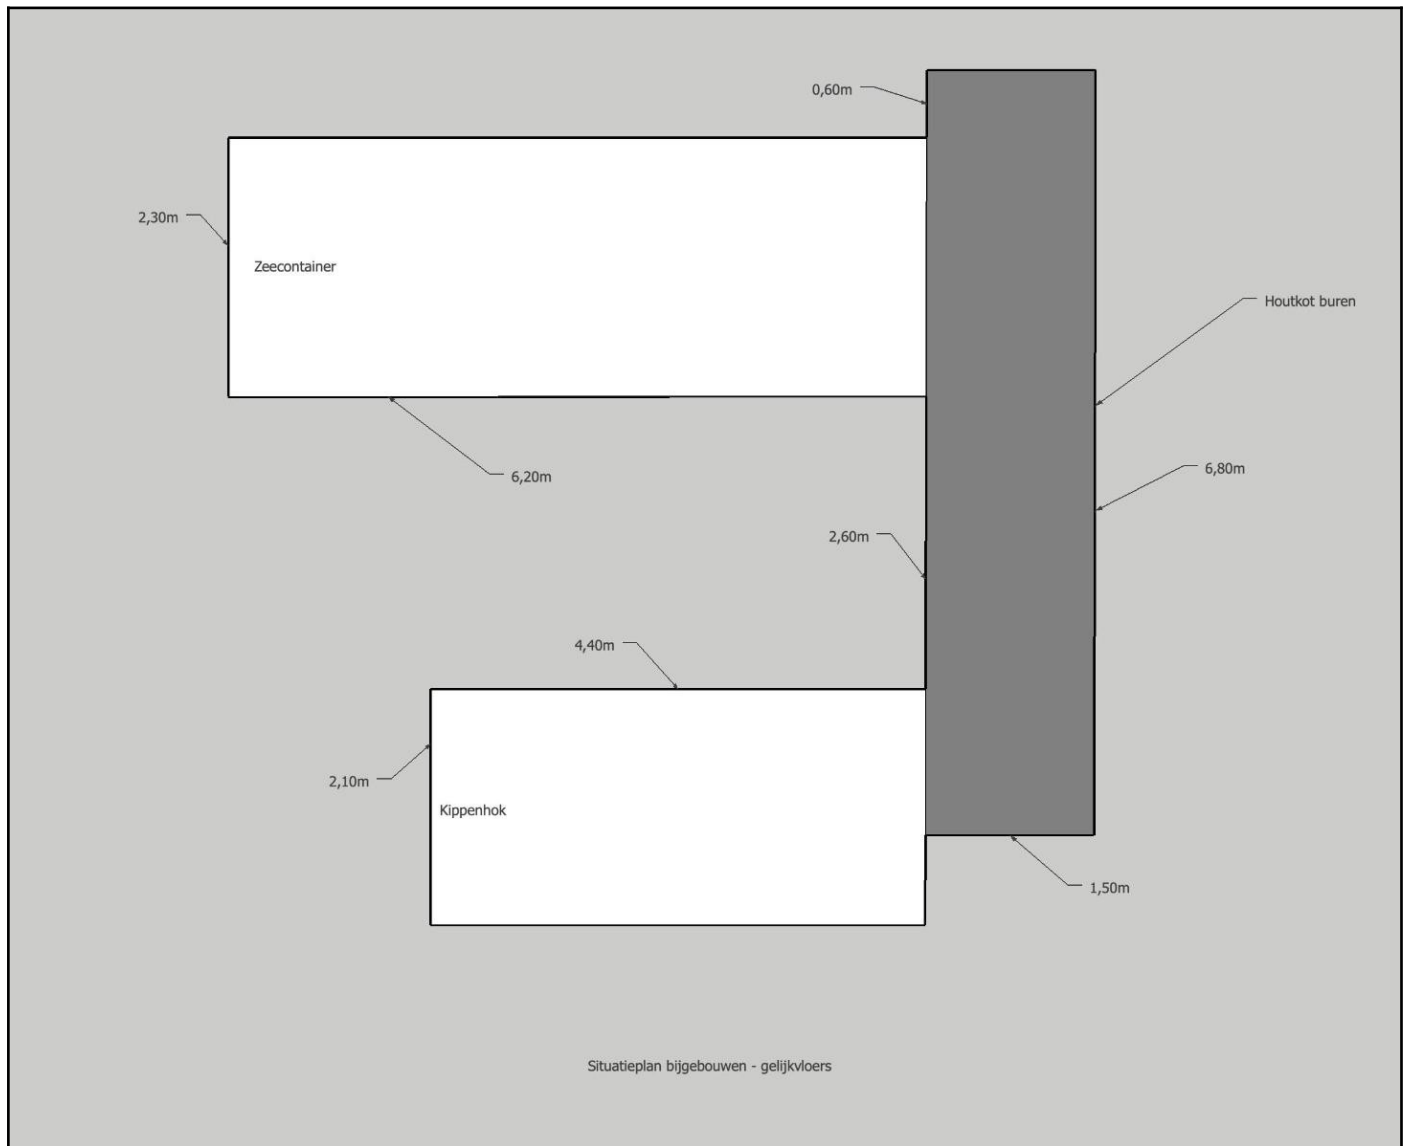 0,60m
2,30m
Zeecontainer
Houtkot buren
6,20m
6,80m
2,60m
4,40m
2,10m
Kippenhok
1,50m
Situatieplan bijgebouwen - gelijkvloers